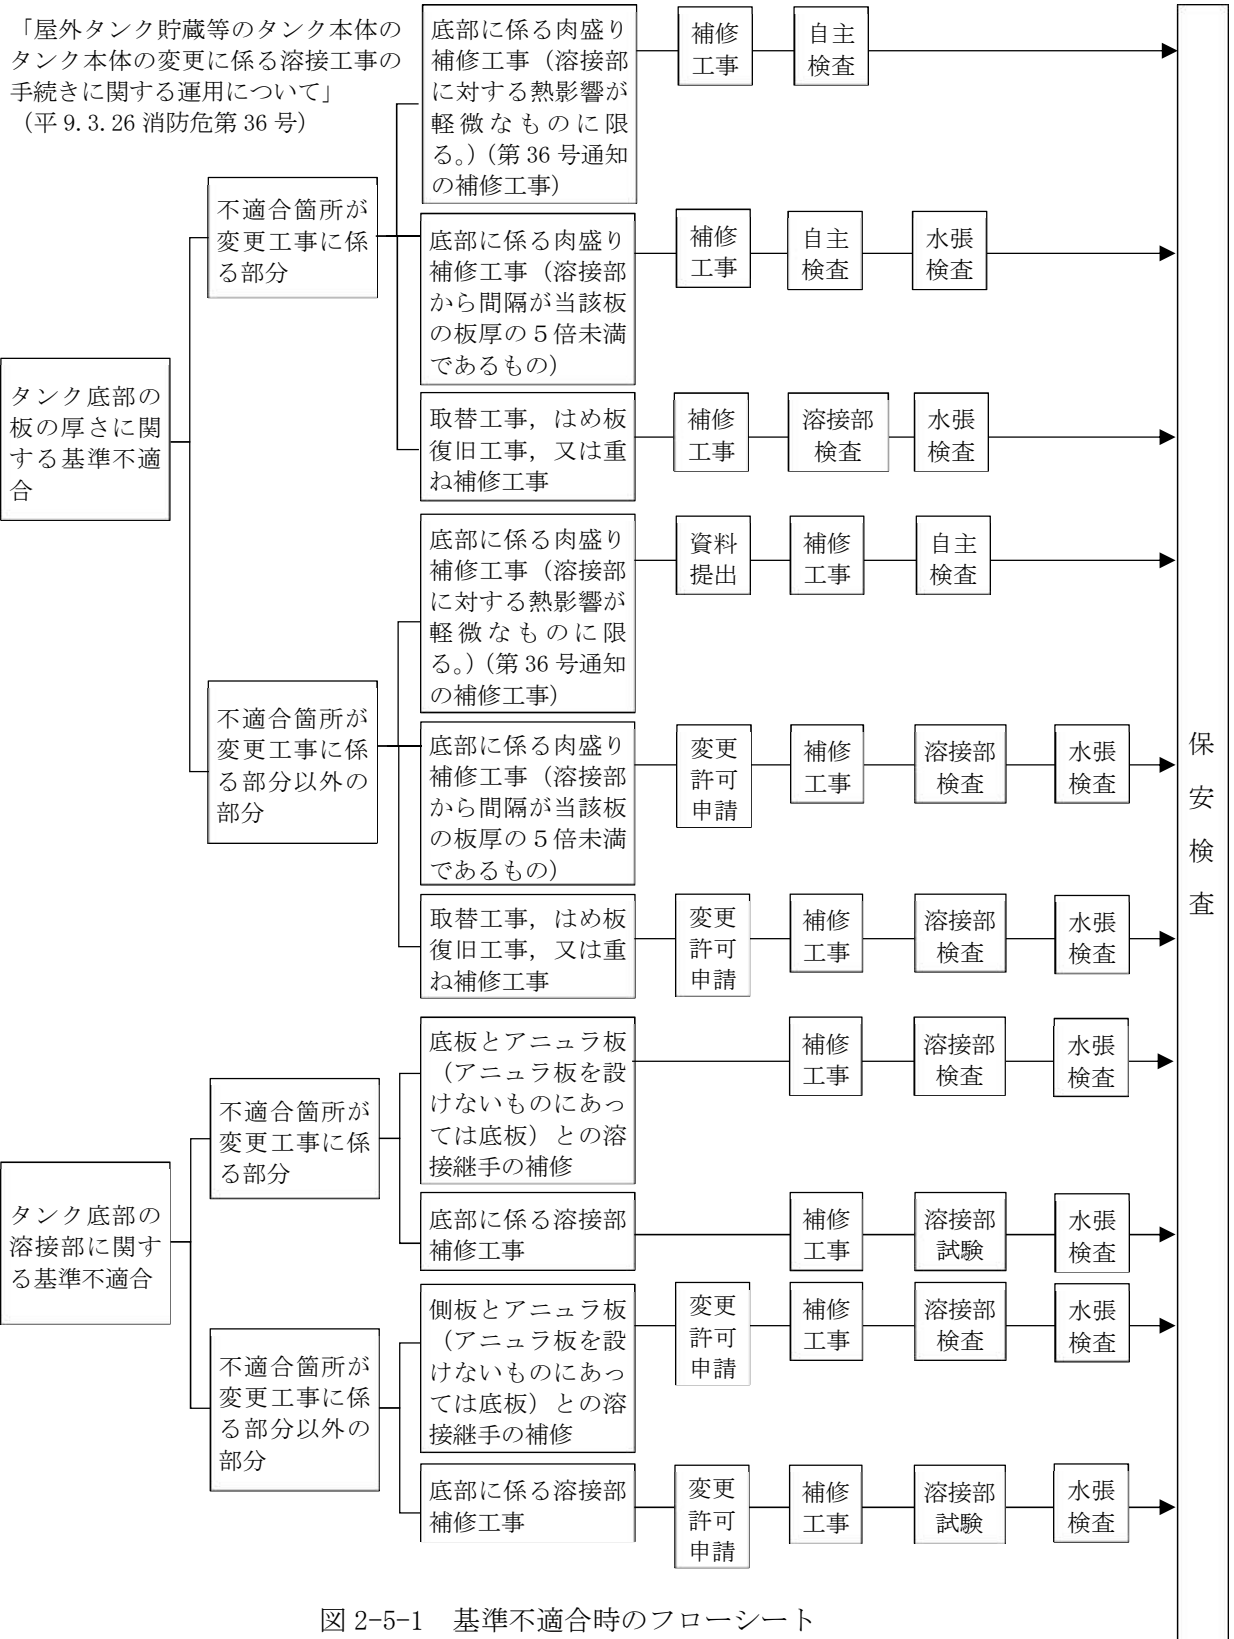 「屋外タンク貯蔵等のタンク本体の
タンク本体の変更に係る溶接工事の
手続きに関する運用について」
（平 9.3.26 消防危第 36 号）
タンク底部の
板の厚さに関
する基準不適
合
不適合箇所が
変更工事に係
る部分
底部に係る肉盛り
補修工事（溶接部
に対する熱影響が
軽微なものに限
る。）（第 36 号通知
の補修工事）
補修
工事
自主
検査
底部に係る肉盛り
補修工事（溶接部
から間隔が当該板
の板厚の５倍未満
であるもの）
補修
工事
自主
検査
水張
検査
取替工事，はめ板
復旧工事，又は重
ね補修工事
補修
工事
溶接部
検査
水張
検査
不適合箇所が
変更工事に係
る部分以外の
部分
底部に係る肉盛り
補修工事（溶接部
に対する熱影響が
軽微なものに限
る。）（第 36 号通知
の補修工事）
資料
提出
補修
工事
自主
検査
底部に係る肉盛り
補修工事（溶接部
から間隔が当該板
の板厚の５倍未満
であるもの）
変更
許可
申請
補修
工事
溶接部
検査
水張
検査
取替工事，はめ板
復旧工事，又は重
ね補修工事
変更
許可
申請
補修
工事
溶接部
検査
水張
検査
タンク底部の
溶接部に関す
る基準不適合
不適合箇所が
変更工事に係
る部分
底板とアニュラ板
（アニュラ板を設
けないものにあっ
ては底板）との溶
接継手の補修
補修
工事
溶接部
検査
水張
検査
底部に係る溶接部
補修工事
補修
工事
溶接部
試験
水張
検査
不適合箇所が
変更工事に係
る部分以外の
部分
側板とアニュラ板
（アニュラ板を設
けないものにあっ
ては底板）との溶
接継手の補修
変更
許可
申請
補修
工事
溶接部
検査
水張
検査
底部に係る溶接部
補修工事
変更
許可
申請
補修
工事
溶接部
試験
水張
検査
保
安
検
査
図 2-5-1　基準不適合時のフローシート